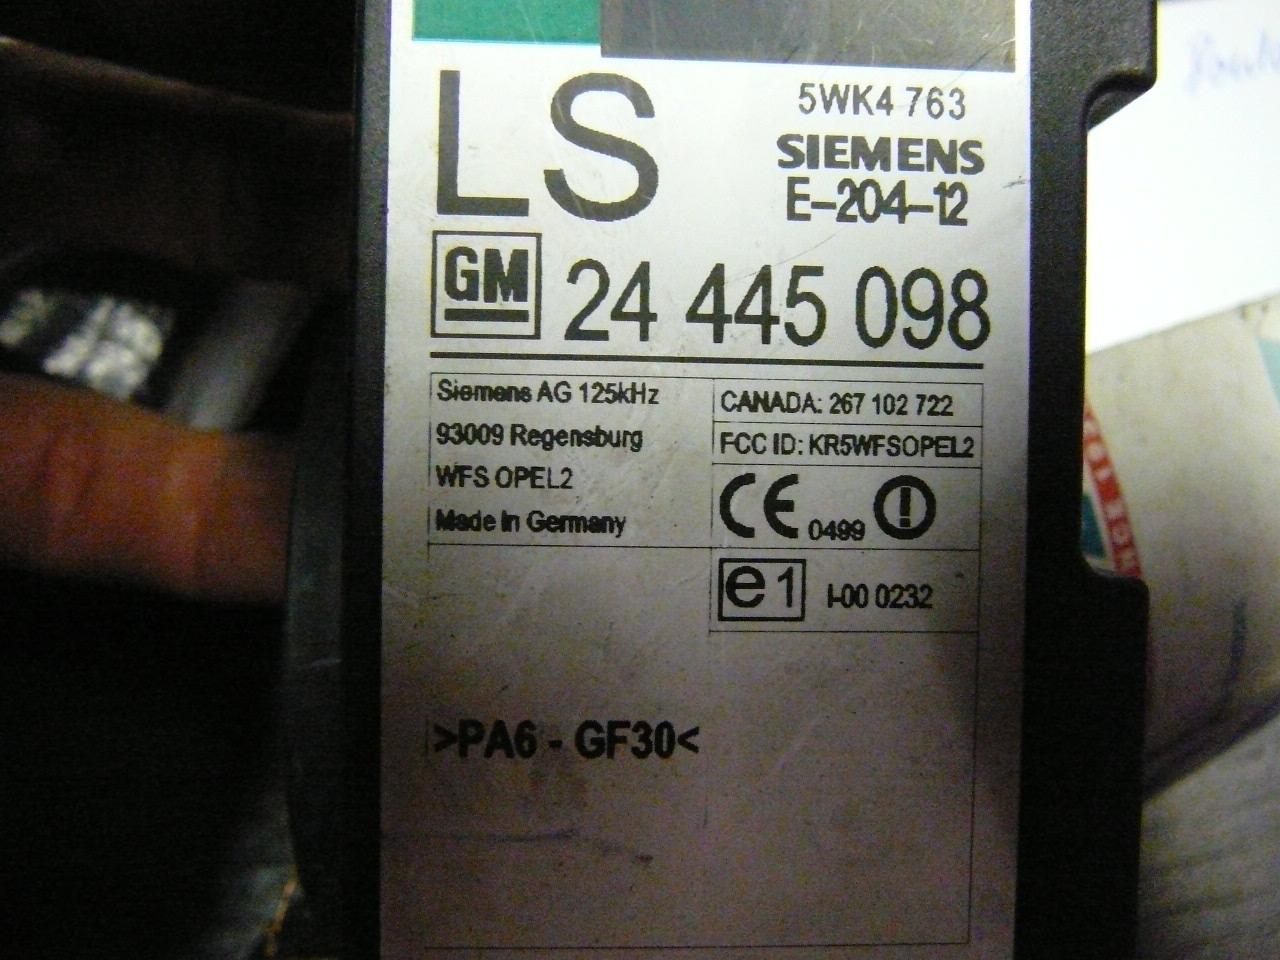 LS
5WK4 763
SIEMENS
E-204-12
GM
24 445 098
Siemens AG 125kHz
93009 Regensburg
WFS OPEL2
Made in Germany
CANADA: 267 102 722
FCC ID: KR5WFSOPEL2
CE 0499
e1 I-00 0232
>PA6 - GF30<